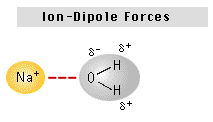 Ion-Dipole Forces
δ⁻ δ⁺
H
Na⁺ O
H
δ⁺